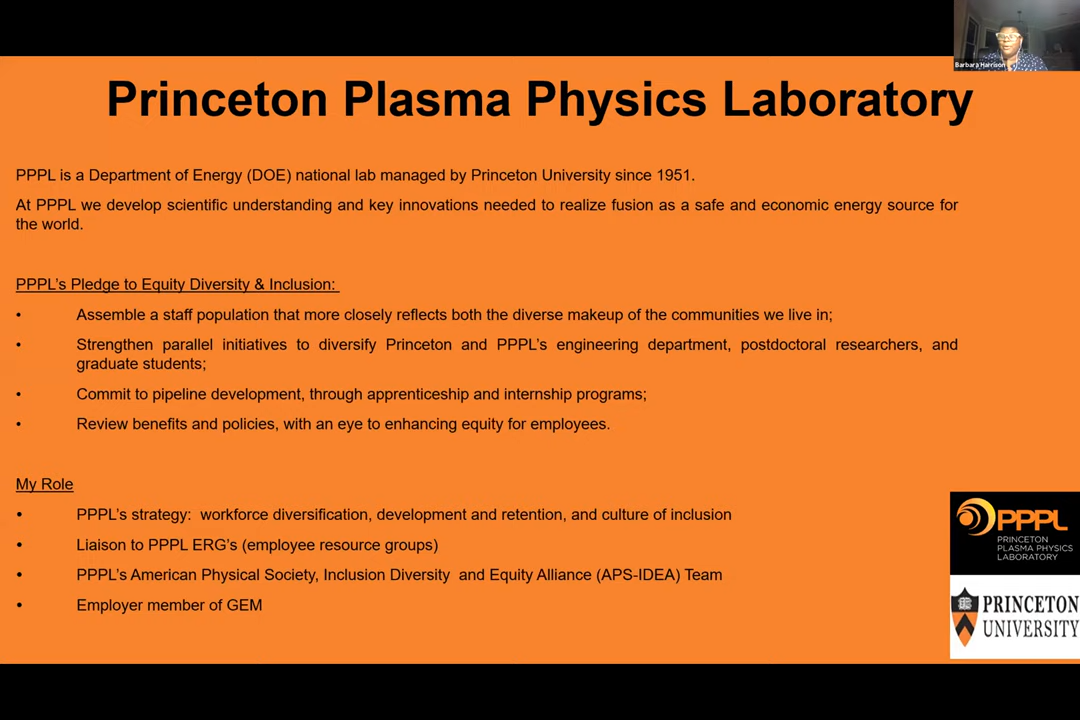 Barbara Harrison
Princeton Plasma Physics Laboratory
PPPL is a Department of Energy (DOE) national lab managed by Princeton University since 1951.
At PPPL we develop scientific understanding and key innovations needed to realize fusion as a safe and economic energy source for
the world.
PPPL's Pledge to Equity Diversity & Inclusion:
• Assemble a staff population that more closely reflects both the diverse makeup of the communities we live in;
• Strengthen parallel initiatives to diversify Princeton and PPPL's engineering department, postdoctoral researchers, and
graduate students;
• Commit to pipeline development, through apprenticeship and internship programs;
• Review benefits and policies, with an eye to enhancing equity for employees.
My Role
• PPPL's strategy: workforce diversification, development and retention, and culture of inclusion
• Liaison to PPPL ERG's (employee resource groups)
• PPPL's American Physical Society, Inclusion Diversity and Equity Alliance (APS-IDEA) Team
• Employer member of GEM
PPPL
PRINCETON
PLASMA PHYSICS
LABORATORY
PRINCETON
UNIVERSITY